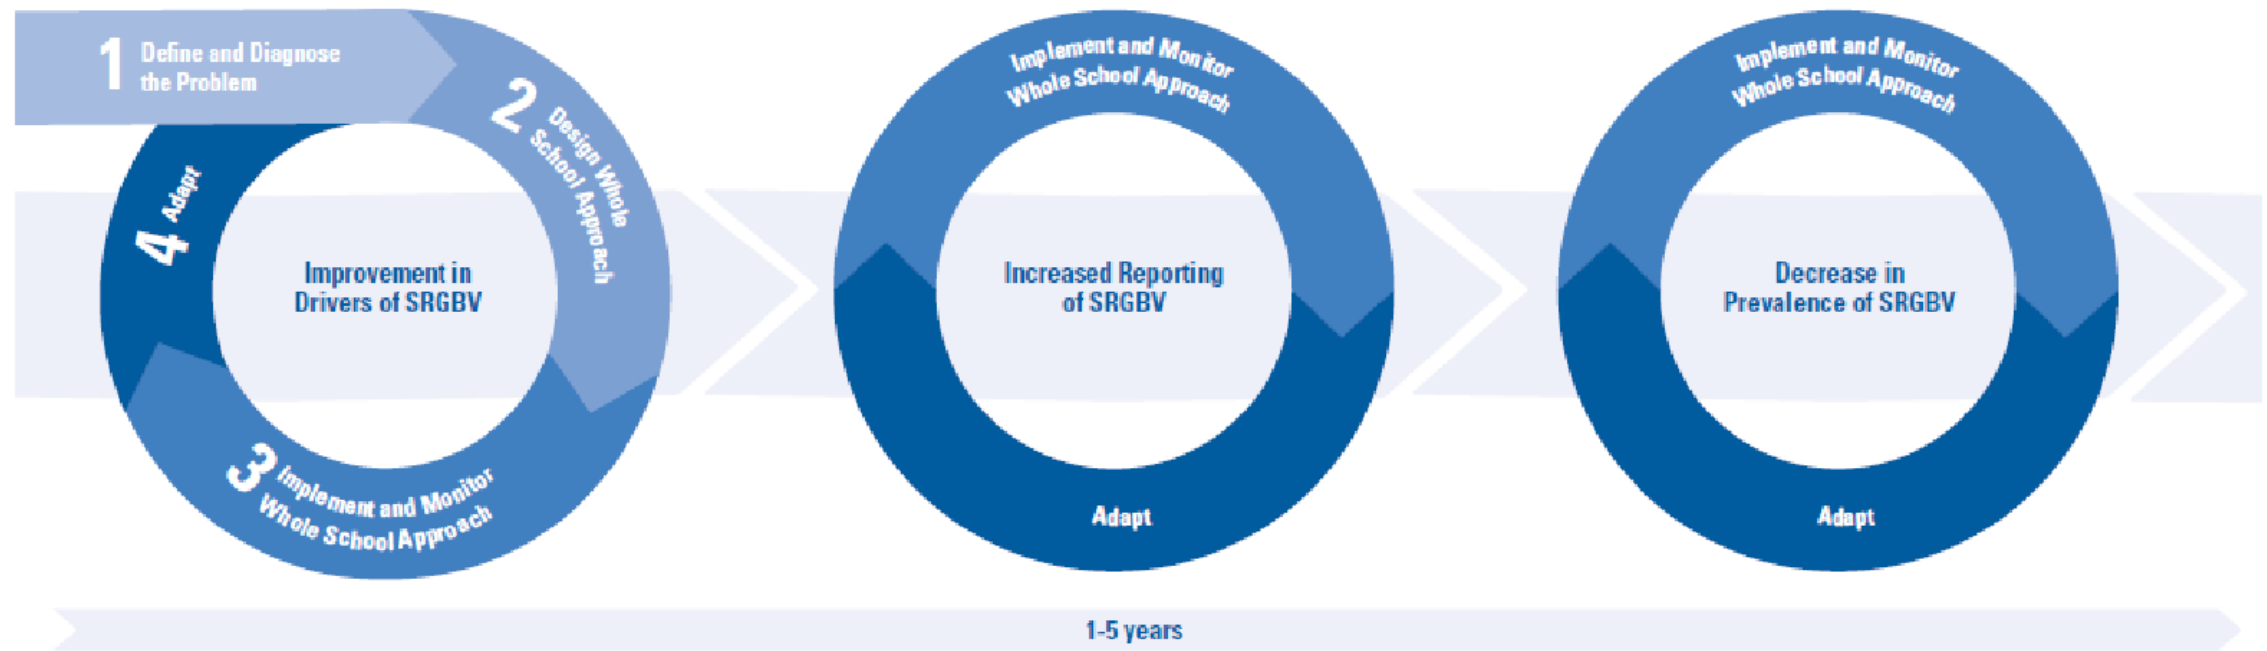 1 Define and Diagnose
the Problem
2 Design Whole
School Approach
3 Implement and Monitor
Whole School Approach
4 Adapt
Improvement in
Drivers of SRGBV
Implement and Monitor
Whole School Approach
Increased Reporting
of SRGBV
Adapt
Implement and Monitor
Whole School Approach
Decrease in
Prevalence of SRGBV
Adapt
1-5 years